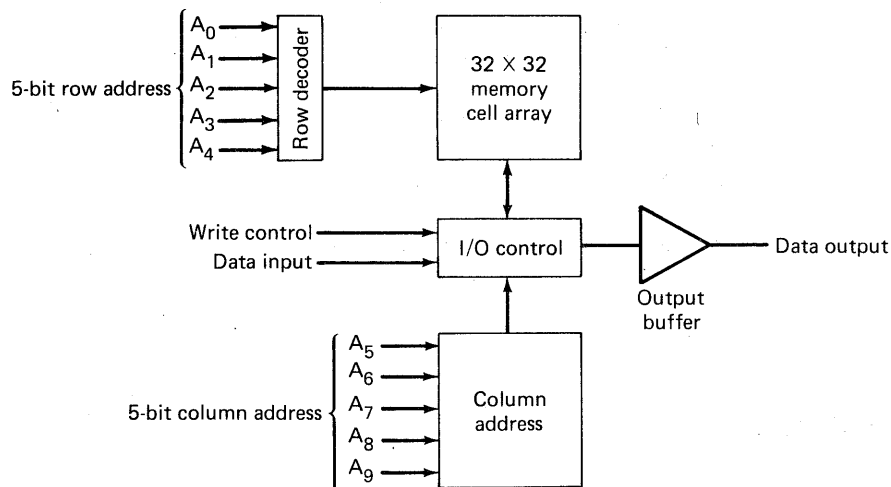 5-bit row address
A0
A1
A2
A3
A4
Row decoder
32 × 32
memory
cell array
Write control
Data input
I/O control
Data output
Output
buffer
5-bit column address
A5
A6
A7
A8
A9
Column
address